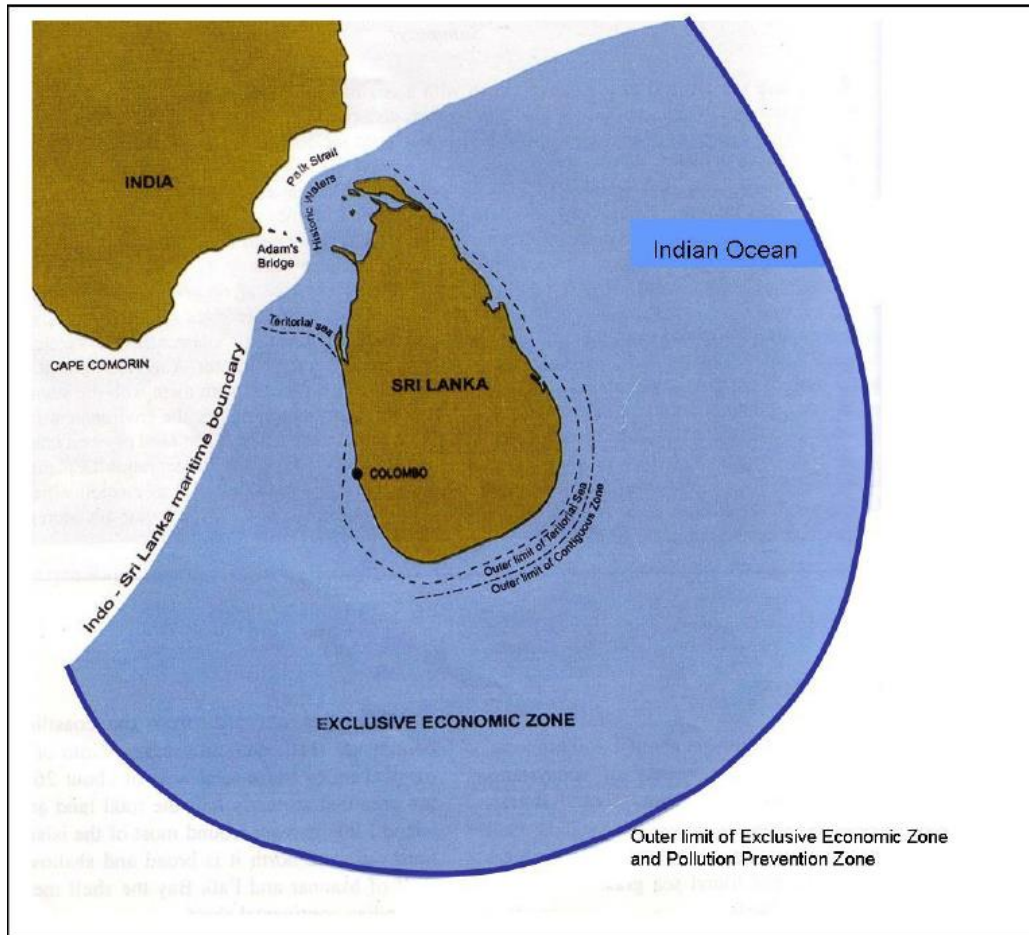 INDIA
Palk Strait
Historic Waters
Adam's
Bridge
Indian Ocean
Teritorial sea
CAPE COMORIN
SRI LANKA
COLOMBO
Indo - Sri Lanka maritime boundary
Outer limit of Teritorial Sea
Outer limit of Contiguous Zone
EXCLUSIVE ECONOMIC ZONE
Outer limit of Exclusive Economic Zone
and Pollution Prevention Zone